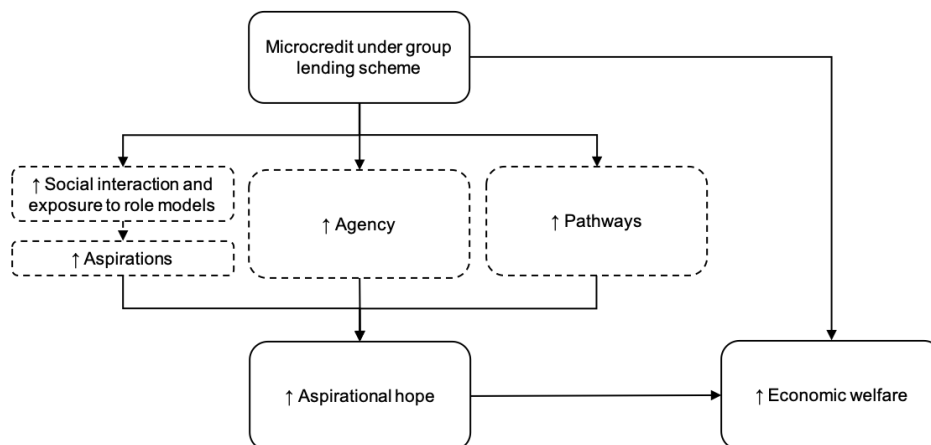 Microcredit under group
lending scheme
↑ Social interaction and
exposure to role models
↑ Aspirations
↑ Agency
↑ Pathways
↑ Aspirational hope
↑ Economic welfare